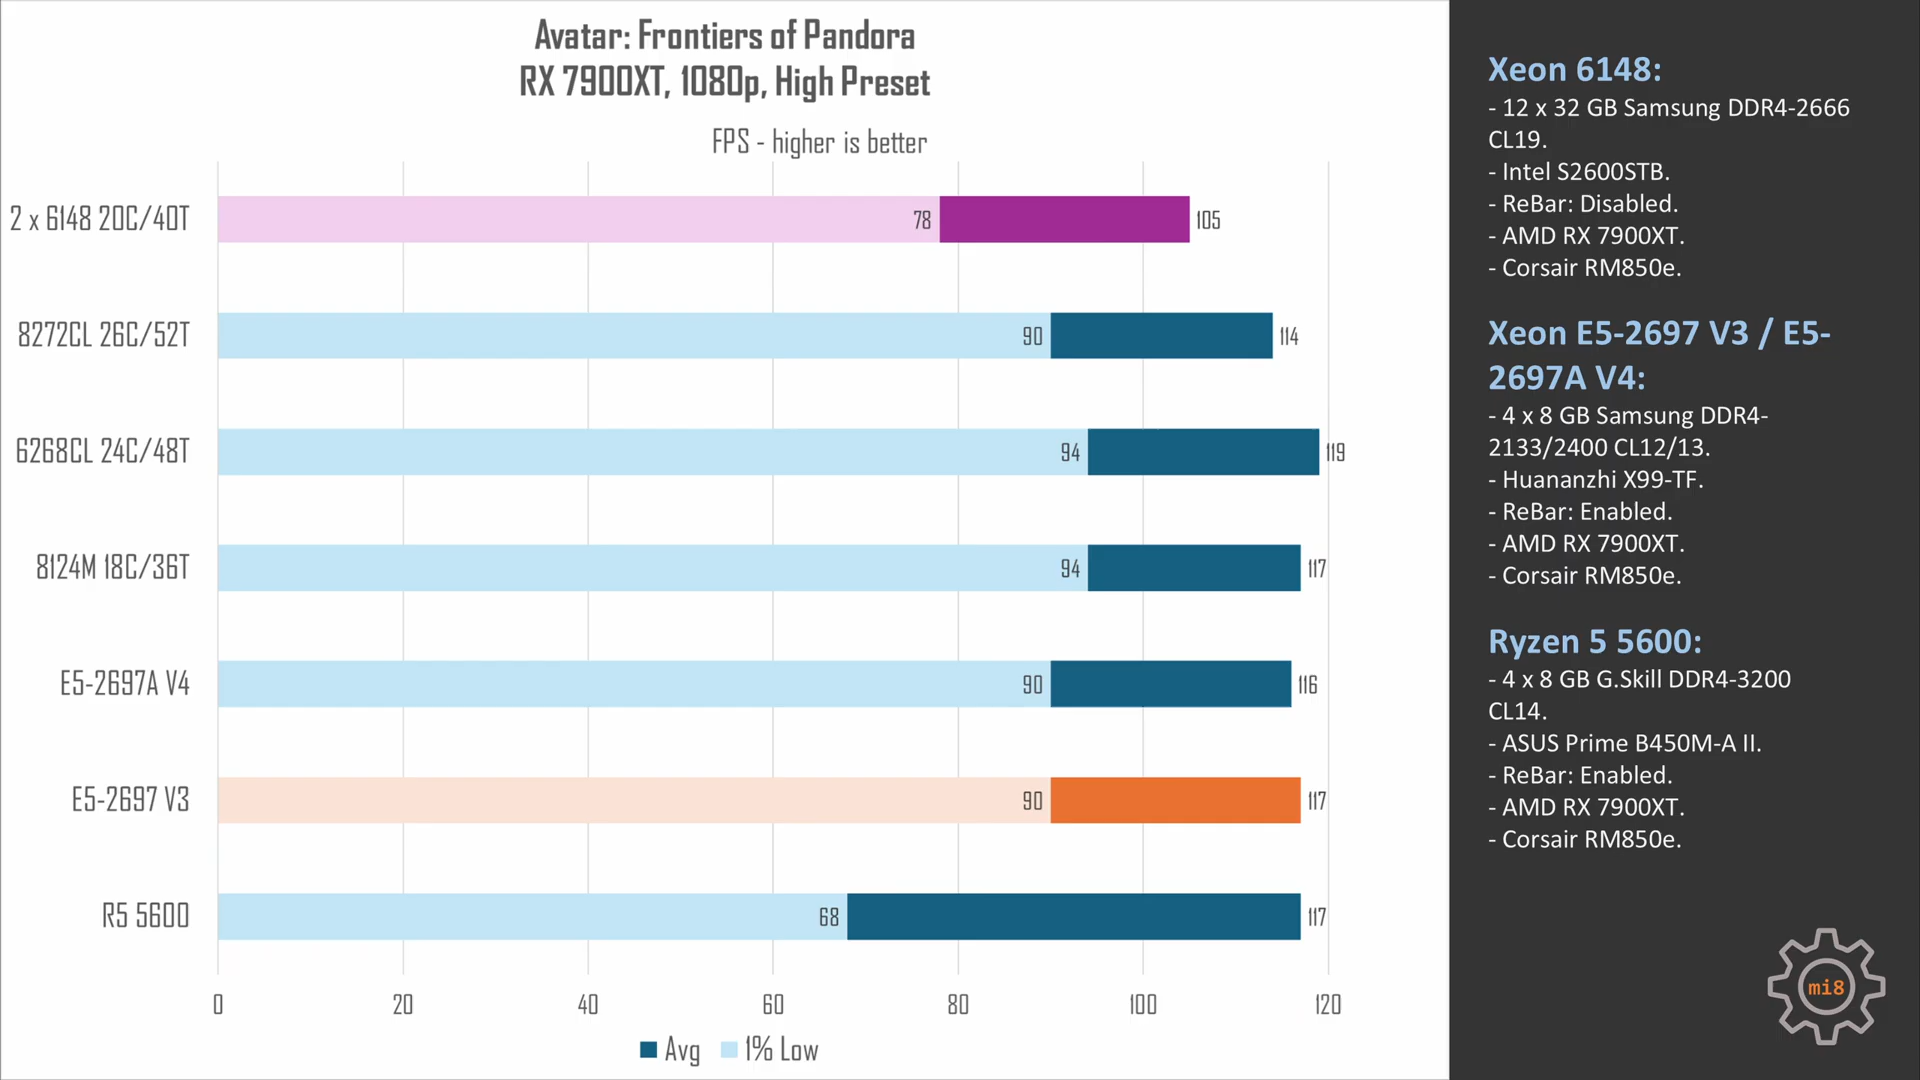 Avatar: Frontiers of Pandora
RX 7900XT, 1080p, High Preset
FPS - higher is better
2 x 6148 20C/40T
78
105
8272CL 26C/52T
90
114
6268CL 24C/48T
94
119
8124M 18C/36T
94
117
E5-2697A V4
90
116
E5-2697 V3
90
117
R5 5600
68
117
0 20 40 60 80 100 120
Avg 1% Low
Xeon 6148:
- 12 x 32 GB Samsung DDR4-2666
CL19.
- Intel S2600STB.
- ReBar: Disabled.
- AMD RX 7900XT.
- Corsair RM850e.
Xeon E5-2697 V3 / E5-
2697A V4:
- 4 x 8 GB Samsung DDR4-
2133/2400 CL12/13.
- Huananzhi X99-TF.
- ReBar: Enabled.
- AMD RX 7900XT.
- Corsair RM850e.
Ryzen 5 5600:
- 4 x 8 GB G.Skill DDR4-3200
CL14.
- ASUS Prime B450M-A II.
- ReBar: Enabled.
- AMD RX 7900XT.
- Corsair RM850e.
mi8